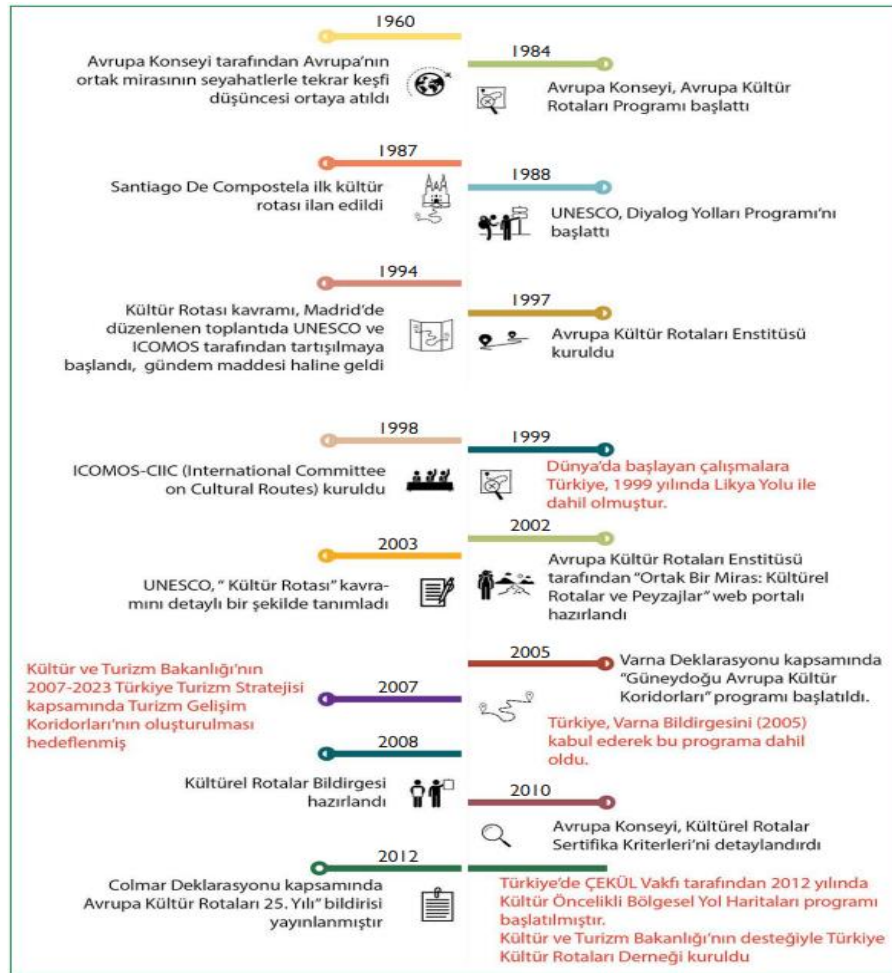 1960
Avrupa Konseyi tarafından Avrupa'nın
ortak mirasının seyahatlerle tekrar keşfi
düşüncesi ortaya atıldı
1984
Avrupa Konseyi, Avrupa Kültür
Rotaları Programı başlattı
1987
Santiago De Compostela ilk kültür
rotası ilan edildi
1988
UNESCO, Diyalog Yolları Programı'nı
başlattı
1994
Kültür Rotası kavramı, Madrid'de
düzenlenen toplantıda UNESCO ve
ICOMOS tarafından tartışılmaya
başlandı, gündem maddesi haline geldi
1997
Avrupa Kültür Rotaları Enstitüsü
kuruldu
1998
ICOMOS-CIIC (International Committee
on Cultural Routes) kuruldu
1999
Dünya'da başlayan çalışmalara
Türkiye, 1999 yılında Likya Yolu ile
dahil olmuştur.
2002
Avrupa Kültür Rotaları Enstitüsü
tarafından "Ortak Bir Miras: Kültürel
Rotalar ve Peyzajlar" web portalı
hazırlandı
2003
UNESCO, " Kültür Rotası" kavra-
mını detaylı bir şekilde tanımladı
2005
Varna Deklarasyonu kapsamında
"Güneydoğu Avrupa Kültür
Koridorları" programı başlatıldı.
Türkiye, Varna Bildirgesini (2005)
kabul ederek bu programa dahil
oldu.
Kültür ve Turizm Bakanlığı'nın
2007-2023 Türkiye Turizm Stratejisi
kapsamında Turizm Gelişim
Koridorları'nın oluşturulması
hedeflenmiş
2007
2008
Kültürel Rotalar Bildirgesi
hazırlandı
2010
Avrupa Konseyi, Kültürel Rotalar
Sertifika Kriterleri'ni detaylandırdı
2012
Colmar Deklarasyonu kapsamında
Avrupa Kültür Rotaları 25. Yılı" bildirisi
yayınlanmıştır
Türkiye'de ÇEKÜL Vakfı tarafından 2012 yılında
Kültür Öncelikli Bölgesel Yol Haritaları programı
başlatılmıştır.
Kültür ve Turizm Bakanlığı'nın desteğiyle Türkiye
Kültür Rotaları Derneği kuruldu